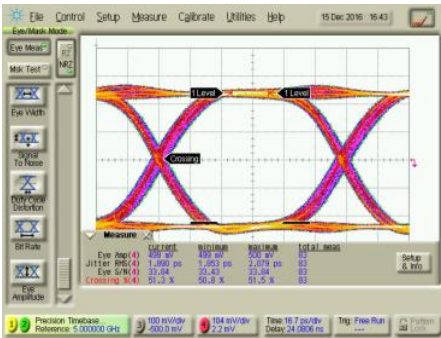 File Control Setup Measure Calibrate Utilities Help 15 Dec 2016 16:43
Eye/Mask Mode
Eye Meas
RZ
Msk Test
NRZ
Eye Width
1 Level
1 Level
Signal
To Noise
Crossing
Duty Cycle
Distortion
Bit Rate
Eye
Amplitude
Measure
current minimum maximum total meas
Eye Amp(4) 499 mV 499 mV 500 mV 83
Jitter RMS(4) 1.890 ps 1.853 ps 2.079 ps 83
Eye S/N(4) 33.84 33.43 33.84 83
Crossing %(4) 51.3 % 50.8 % 51.5 % 83
Setup
& Info
1 2 Precision Timebase...
Reference: 5.000000 GHz
3 100 mV/div
-500.0 mV
4 104 mV/div
2.2 mV
Time:16.7 ps/div
Delay:24.0806 ns
Trig: Free Run
Pattern
Lock